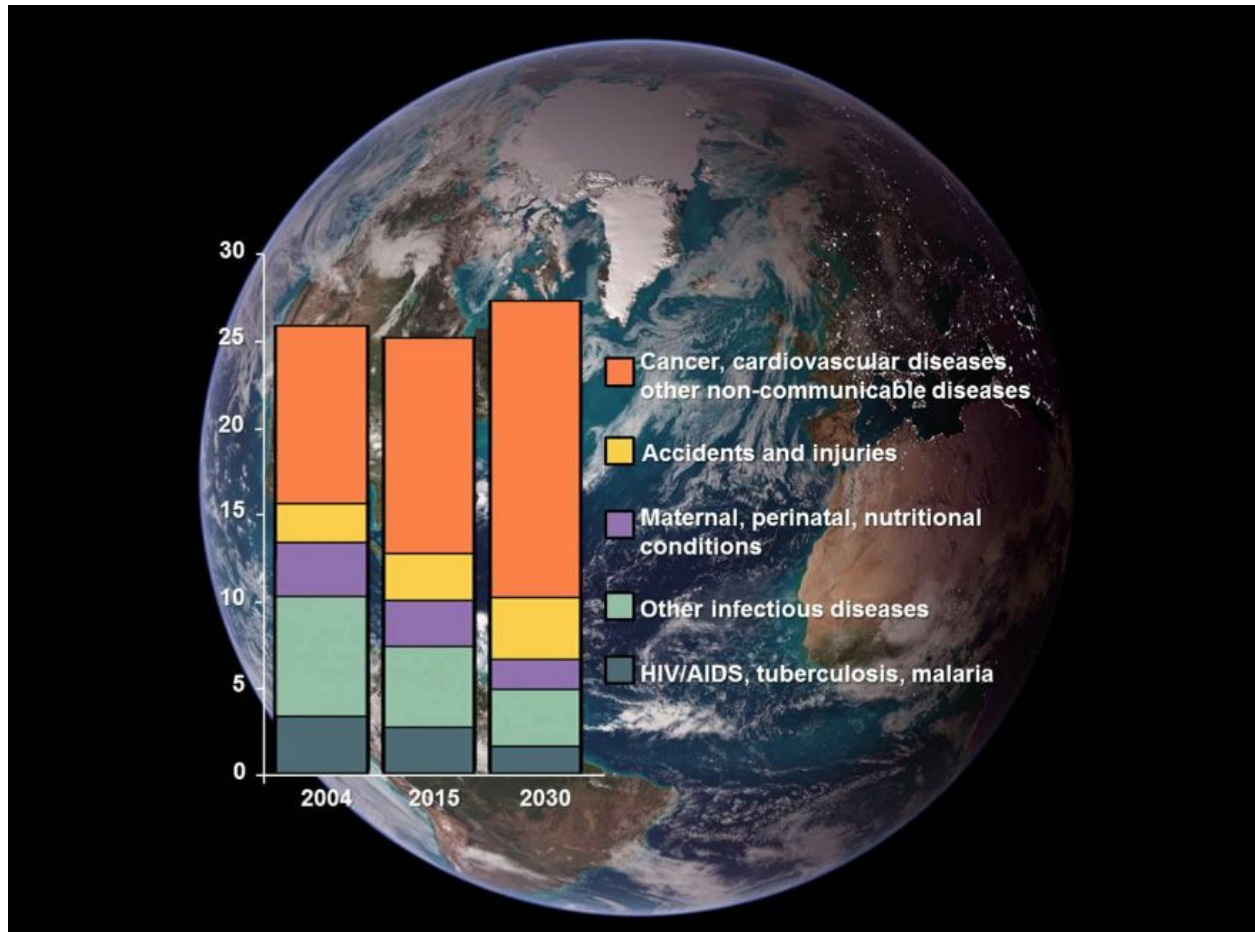 30
25
20
15
10
5
0
2004 2015 2030
Cancer, cardiovascular diseases,
other non-communicable diseases
Accidents and injuries
Maternal, perinatal, nutritional
conditions
Other infectious diseases
HIV/AIDS, tuberculosis, malaria